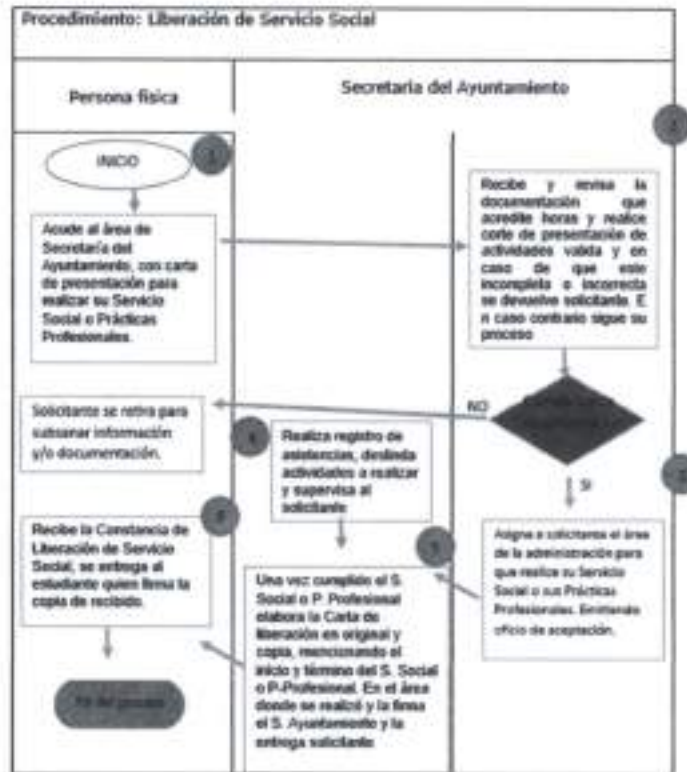 Procedimiento: Liberación de Servicio Social
Persona física
Secretaria del Ayuntamiento
INICIO
Acude al área de
Secretaría del
Ayuntamiento, con carta
de presentación para
realizar su Servicio
Social o Prácticas
Profesionales.
Recibe y revisa la
documentación que
acredite horas y realice
corte de presentación de
actividades valida y en
caso de que este
incompleta o incorrecta
se devuelve solicitante. E
n caso contrario sigue su
proceso
NO
SI
Solicitante se retira para
subsanar información
y/o documentación.
Realiza registro de
asistencias, deslinda
actividades a realizar
y supervisa al
solicitante
Asigna a solicitante el área
de la administración para
que realice su Servicio
Social o sus Prácticas
Profesionales. Emitiendo
oficio de aceptación.
Recibe la Constancia de
Liberación de Servicio
Social, se entrega al
estudiante quien firma la
copia de recibido.
Una vez cumplido el S.
Social o P. Profesional
elabora la Carta de
liberación en original y
copia, mencionando el
inicio y término del S. Social
o P-Profesional. En el área
donde se realizó y la firma
el S. Ayuntamiento y la
entrega solicitante
Fin del proceso